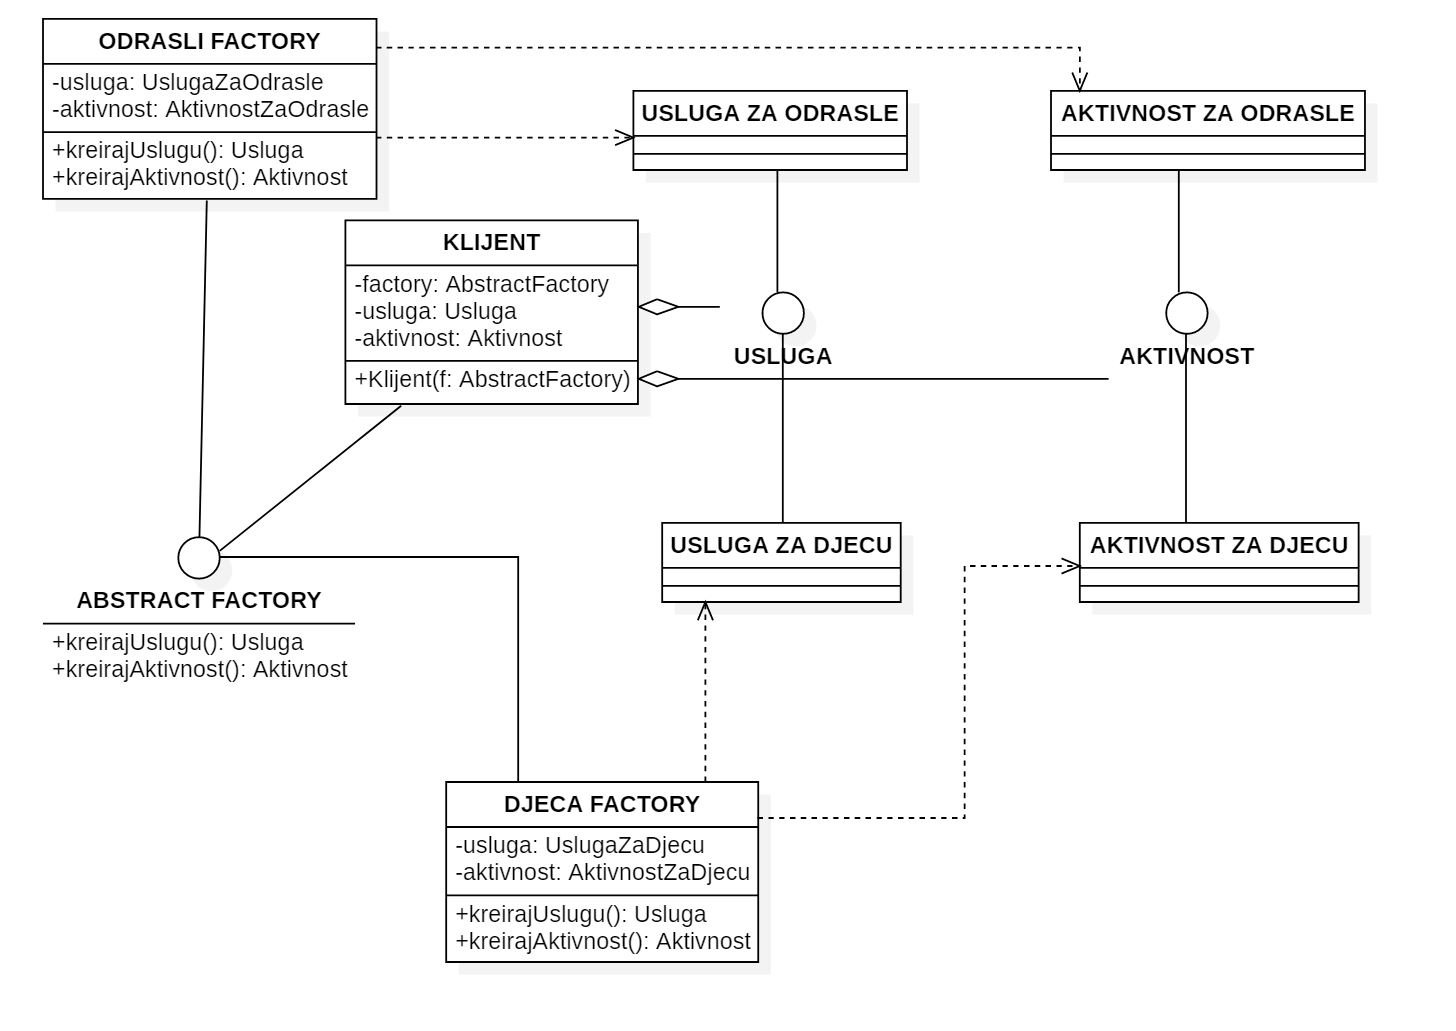 ODRASLI FACTORY
-usluga: UslugaZaOdrasle
-aktivnost: AktivnostZaOdrasle
+kreirajUslugu(): Usluga
+kreirajAktivnost(): Aktivnost
USLUGA ZA ODRASLE
AKTIVNOST ZA ODRASLE
KLIJENT
-factory: AbstractFactory
-usluga: Usluga
-aktivnost: Aktivnost
+Klijent(f: AbstractFactory)
USLUGA
AKTIVNOST
ABSTRACT FACTORY
+kreirajUslugu(): Usluga
+kreirajAktivnost(): Aktivnost
USLUGA ZA DJECU
AKTIVNOST ZA DJECU
DJECA FACTORY
-usluga: UslugaZaDjecu
-aktivnost: AktivnostZaDjecu
+kreirajUslugu(): Usluga
+kreirajAktivnost(): Aktivnost